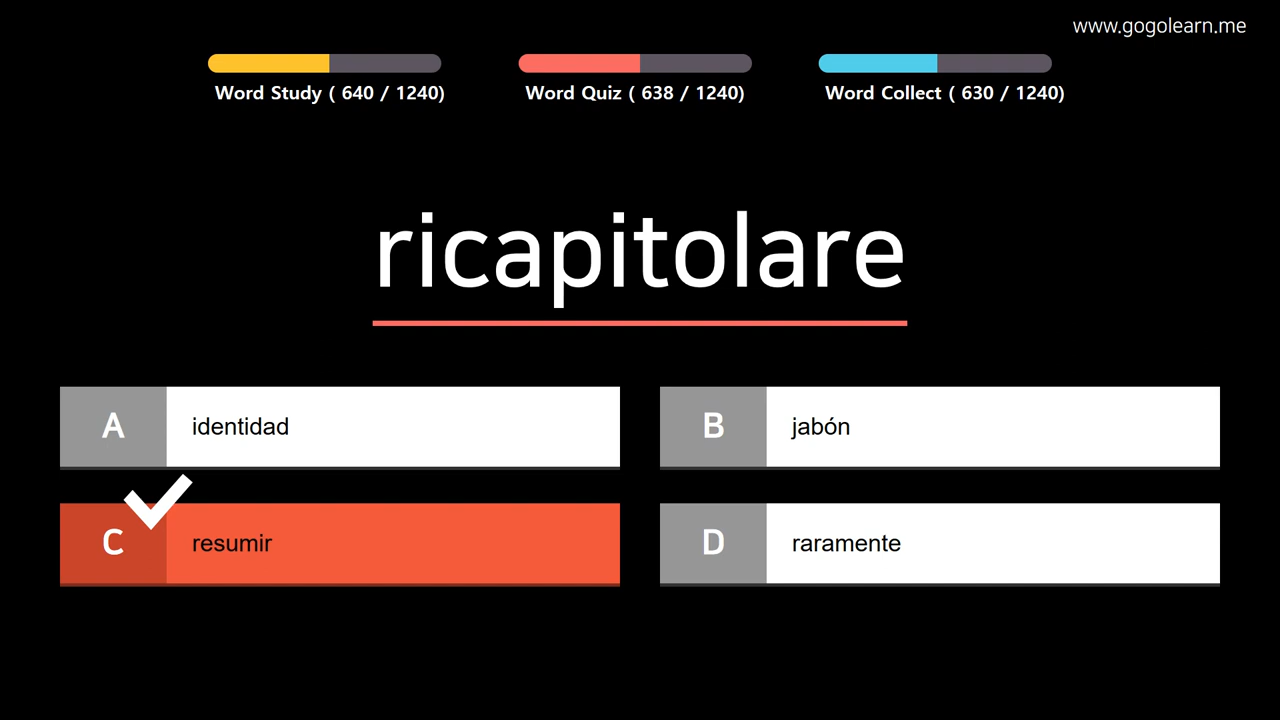 www.gogolearn.me
Word Study ( 640 / 1240)
Word Quiz ( 638 / 1240)
Word Collect ( 630 / 1240)
ricapitolare
A identidad
B jabón
C resumir
D raramente